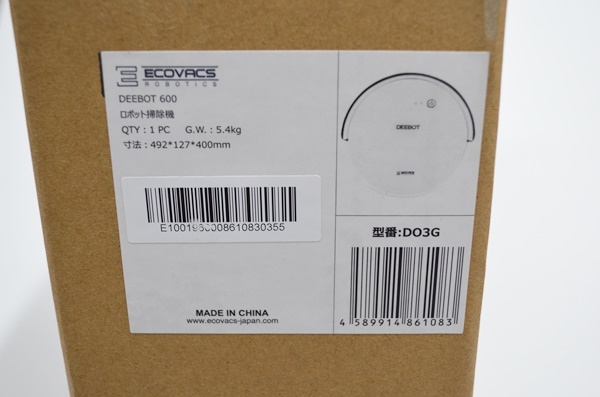 ECOVACS
ROBOTICS
DEEBOT 600
ロボット掃除機
QTY : 1 PC G.W. : 5.4kg
寸法 : 492*127*400mm
DEEBOT
型番:DO3G
MADE IN CHINA
www.ecovacs-japan.com
4 589914 861083